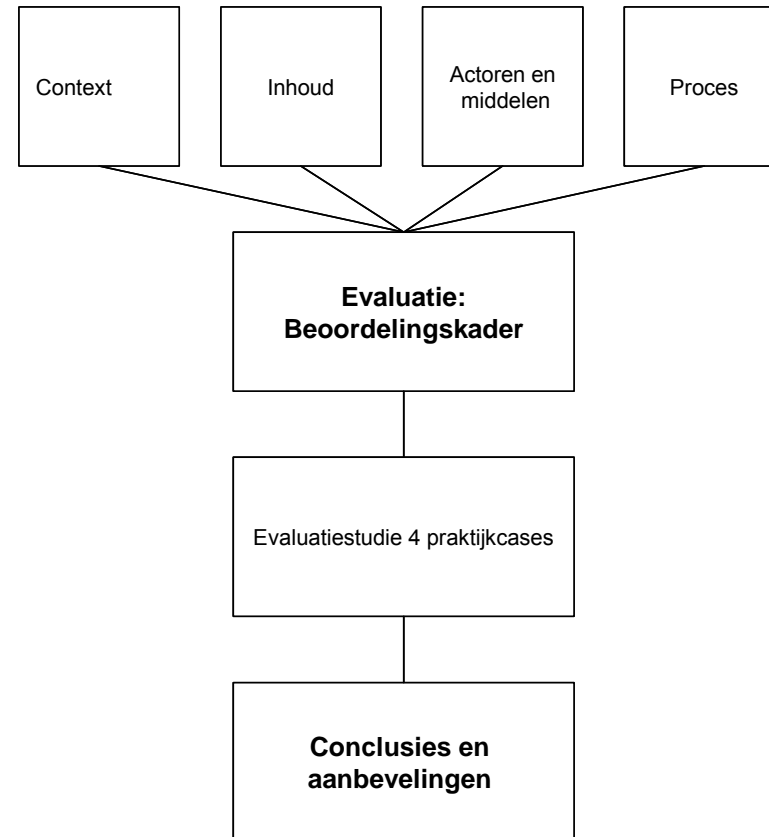 Context
Inhoud
Actoren en
middelen
Proces
Evaluatie:
Beoordelingskader
Evaluatiestudie 4 praktijkcases
Conclusies en
aanbevelingen